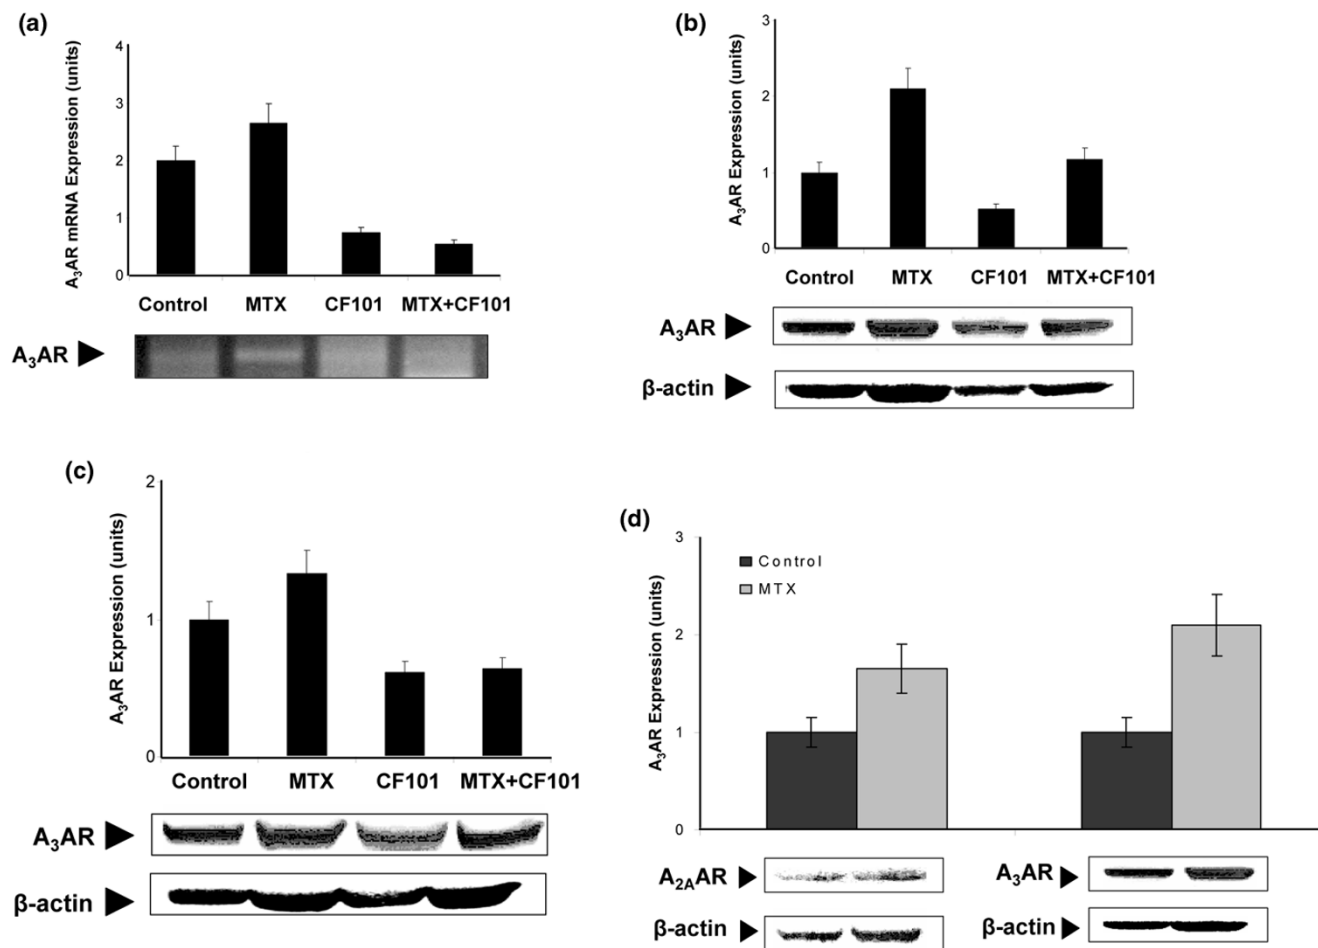 (a)
A₃AR mRNA Expression (units)
4
3
2
1
0
Control MTX CF101 MTX+CF101
A₃AR
(b)
A₃AR Expression (units)
3
2
1
0
Control MTX CF101 MTX+CF101
A₃AR
β-actin
(c)
A₃AR Expression (units)
2
1
0
Control MTX CF101 MTX+CF101
A₃AR
β-actin
(d)
A₃AR Expression (units)
3
2
1
0
Control
MTX
A₂ₐAR
β-actin
A₃AR
β-actin